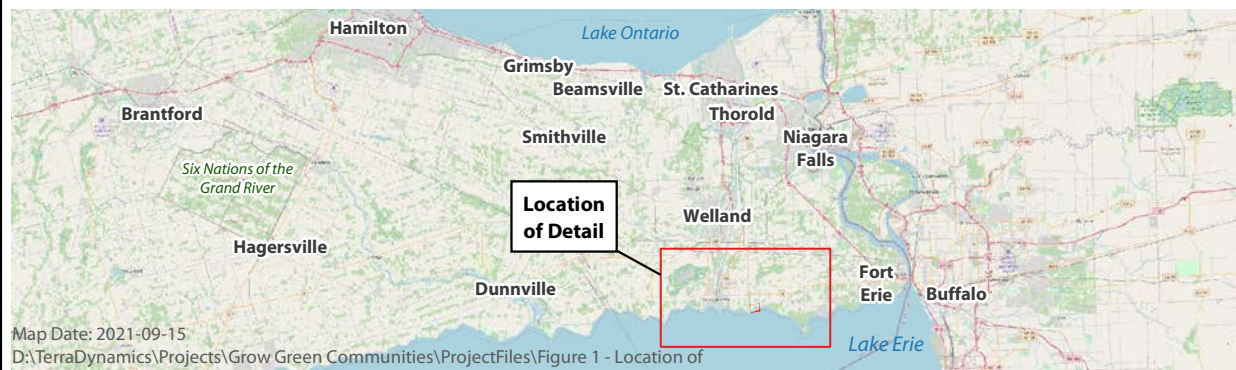 Hamilton
Lake Ontario
Grimsby
Beamsville
St. Catharines
Brantford
Thorold
Smithville
Niagara
Falls
Six Nations of the
Grand River
Location
of Detail
Welland
Hagersville
Fort
Erie
Dunnville
Buffalo
Map Date: 2021-09-15
Lake Erie
D:\TerraDynamics\Projects\Grow Green Communities\ProjectFiles\Figure 1 - Location of